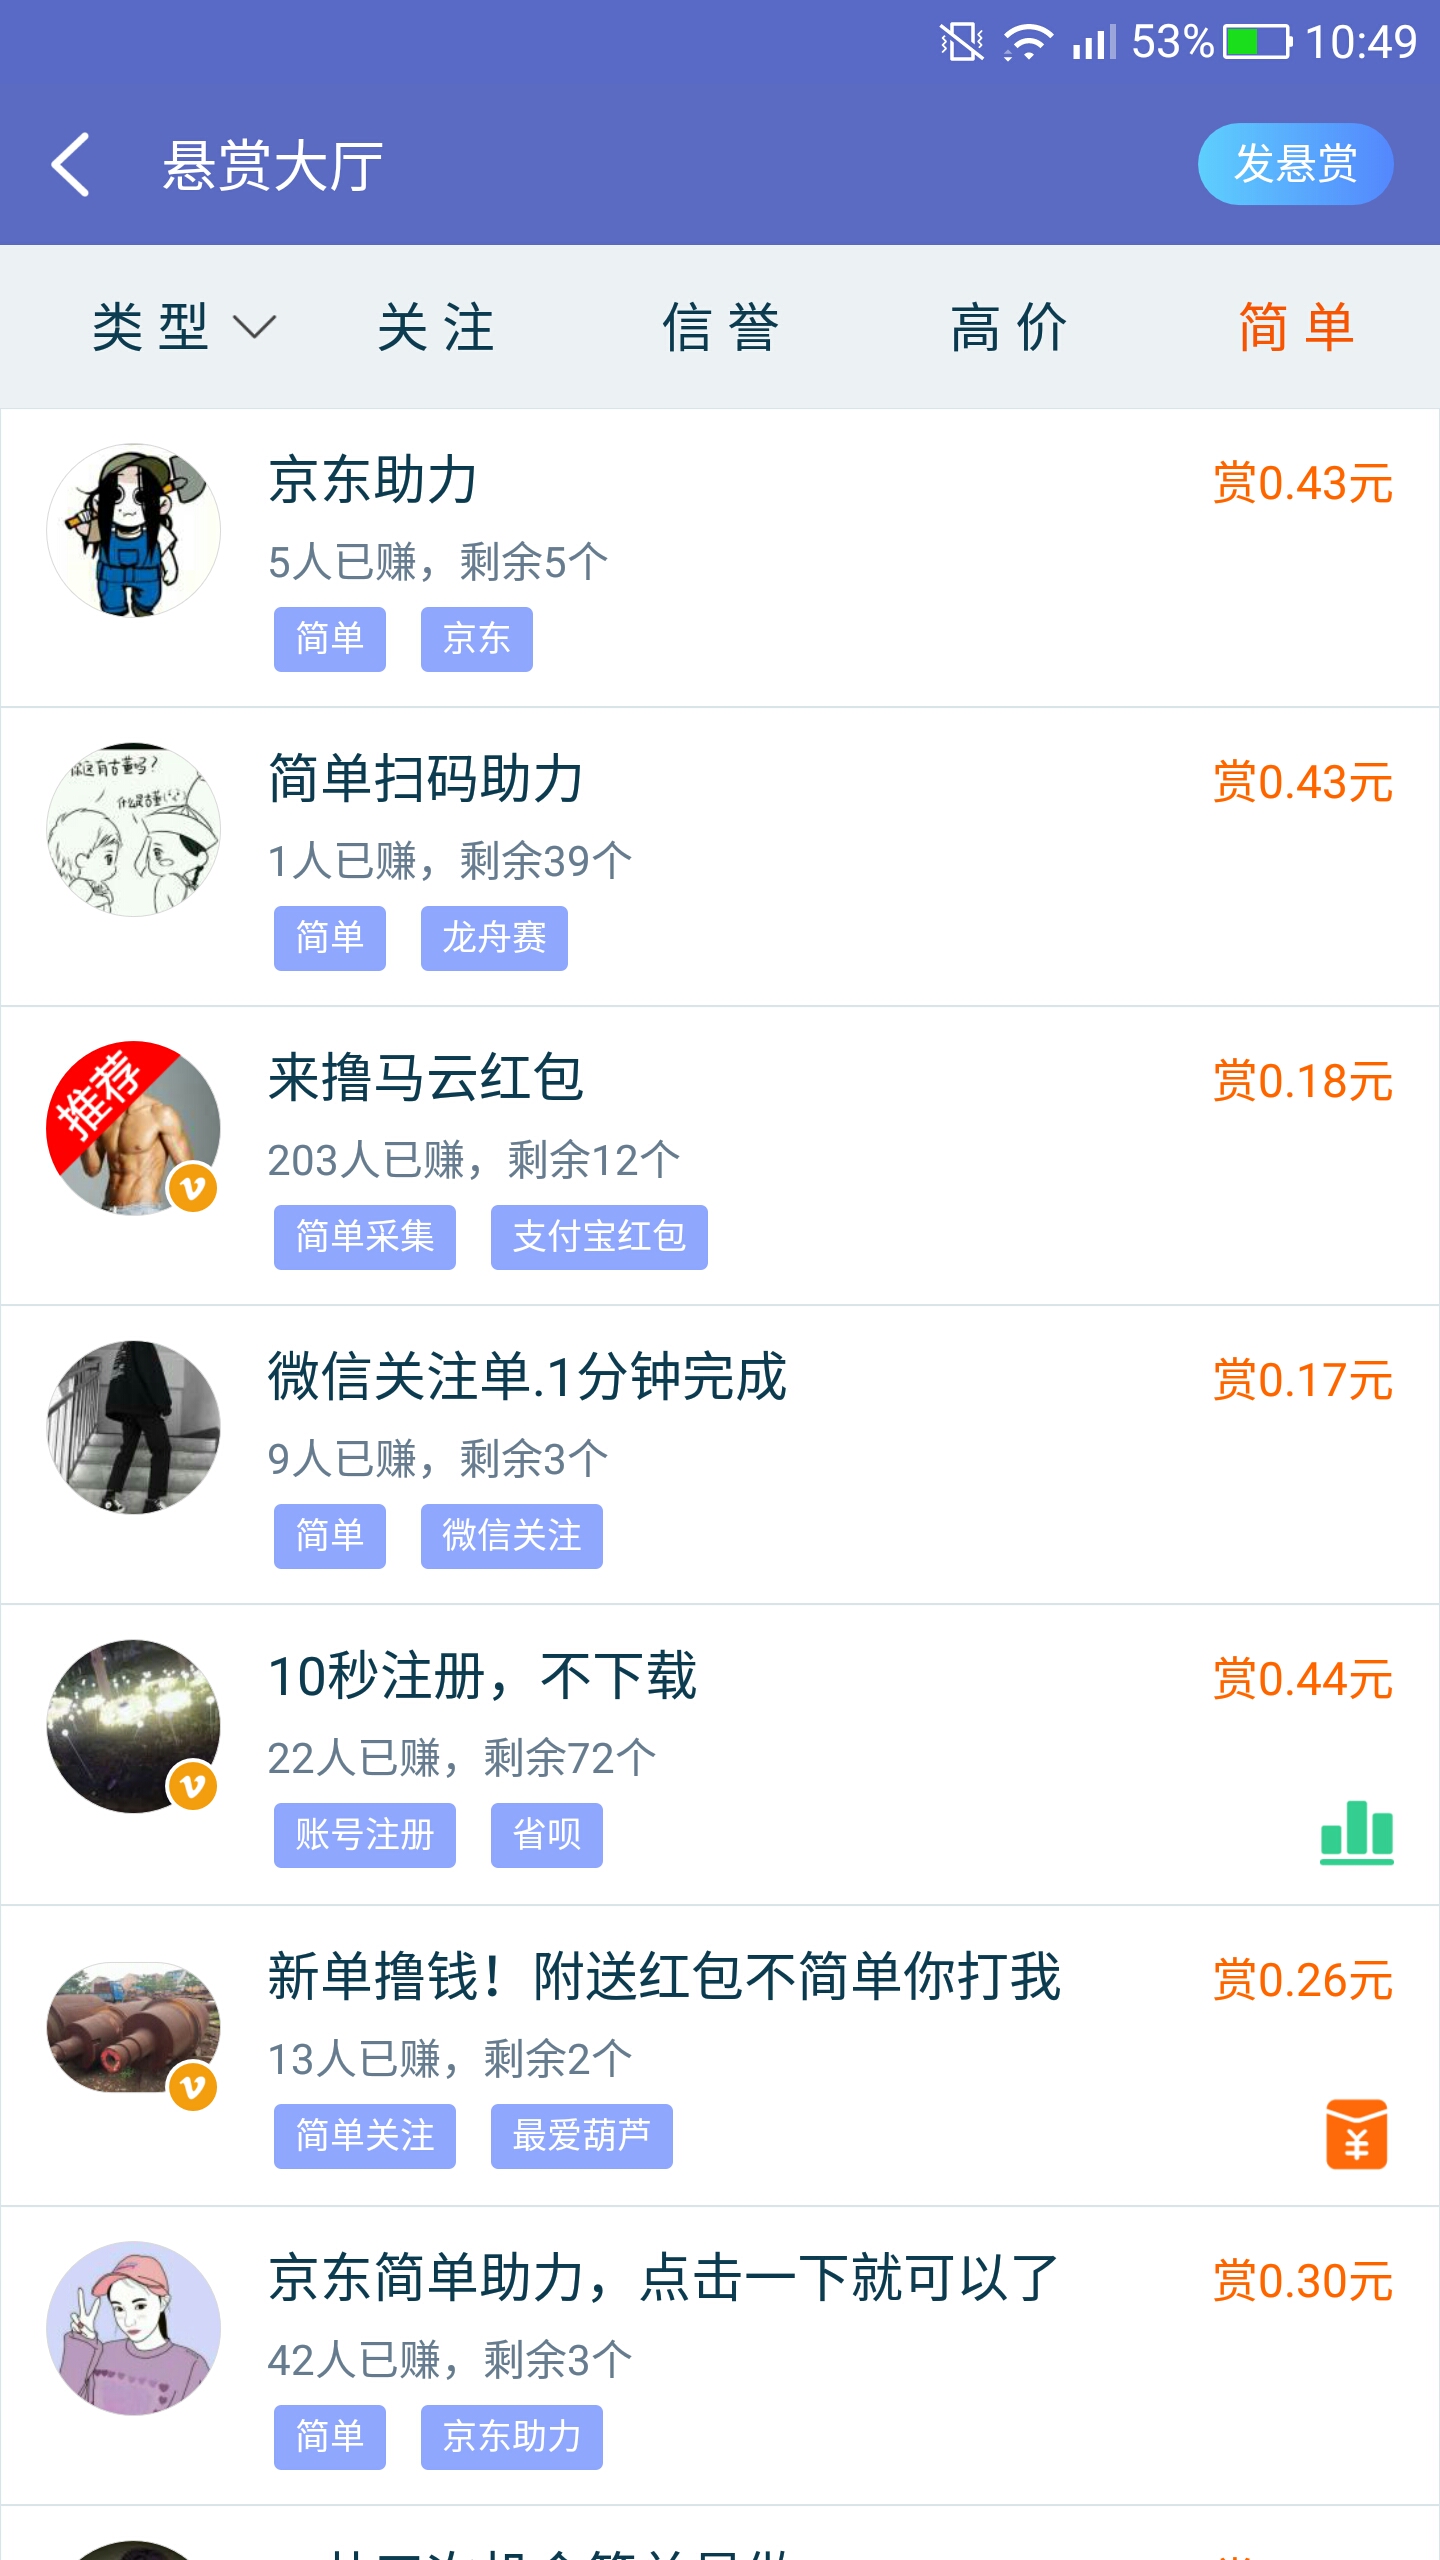 53% 10:49
悬赏大厅
发悬赏
类型 关注 信誉 高价 简单
京东助力
赏0.43元
5人已赚，剩余5个
简单 京东
你还有古董吗？
简单扫码助力
赏0.43元
1人已赚，剩余39个
简单 龙舟赛
推荐
来撸马云红包
赏0.18元
203人已赚，剩余12个
简单采集 支付宝红包
微信关注单.1分钟完成
赏0.17元
9人已赚，剩余3个
简单 微信关注
10秒注册，不下载
赏0.44元
22人已赚，剩余72个
账号注册 省呗
新单撸钱！附送红包不简单你打我
赏0.26元
13人已赚，剩余2个
简单关注 最爱葫芦
京东简单助力，点击一下就可以了
赏0.30元
42人已赚，剩余3个
简单 京东助力